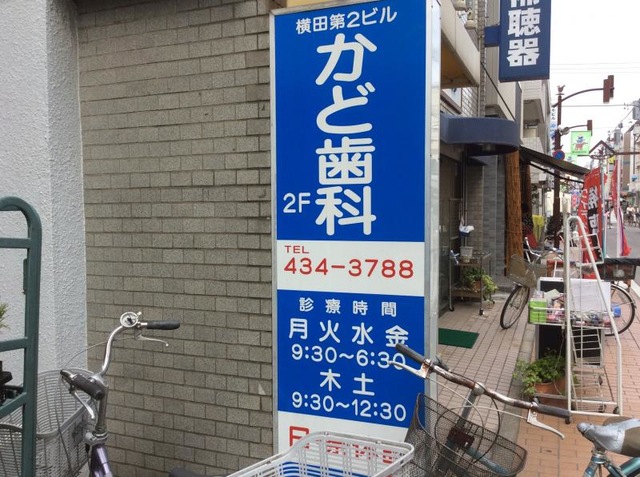 横田第2ビル
かど歯科
2F
TEL
434-3788
診療時間
月火水金
9:30～6:30
木土
9:30～12:30
聴器